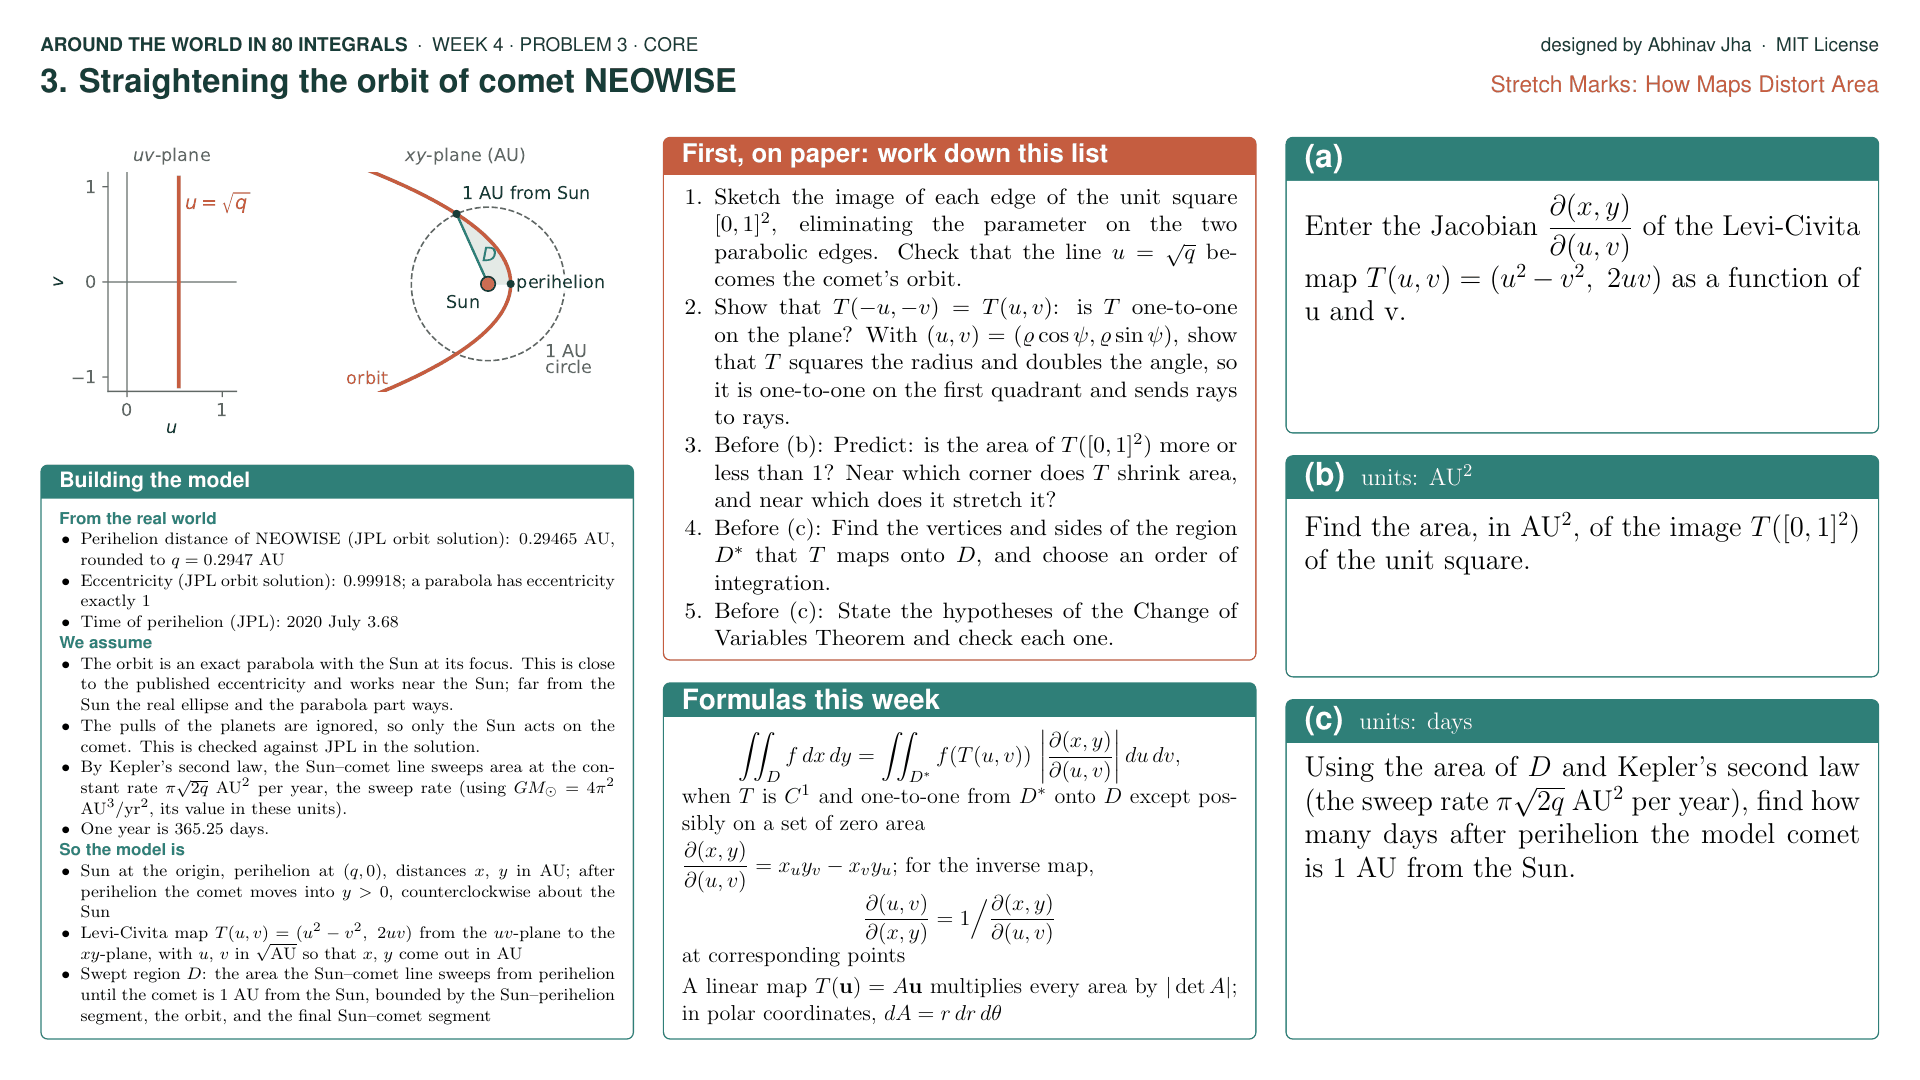 AROUND THE WORLD IN 80 INTEGRALS · WEEK 4 · PROBLEM 3 · CORE
designed by Abhinav Jha · MIT License
3. Straightening the orbit of comet NEOWISE
Stretch Marks: How Maps Distort Area
uv-plane
xy-plane (AU)
1
0
−1
v
u = √q
0
1
u
1 AU from Sun
D
perihelion
Sun
1 AU
circle
orbit
Building the model
From the real world
• Perihelion distance of NEOWISE (JPL orbit solution): 0.29465 AU,
rounded to q = 0.2947 AU
• Eccentricity (JPL orbit solution): 0.99918; a parabola has eccentricity
exactly 1
• Time of perihelion (JPL): 2020 July 3.68
We assume
• The orbit is an exact parabola with the Sun at its focus. This is close
to the published eccentricity and works near the Sun; far from the
Sun the real ellipse and the parabola part ways.
• The pulls of the planets are ignored, so only the Sun acts on the
comet. This is checked against JPL in the solution.
• By Kepler's second law, the Sun–comet line sweeps area at the con-
stant rate π√2q AU² per year, the sweep rate (using GM☉ = 4π²
AU³/yr², its value in these units).
• One year is 365.25 days.
So the model is
• Sun at the origin, perihelion at (q, 0), distances x, y in AU; after
perihelion the comet moves into y > 0, counterclockwise about the
Sun
• Levi-Civita map T(u, v) = (u² − v², 2uv) from the uv-plane to the
xy-plane, with u, v in √AU so that x, y come out in AU
• Swept region D: the area the Sun–comet line sweeps from perihelion
until the comet is 1 AU from the Sun, bounded by the Sun–perihelion
segment, the orbit, and the final Sun–comet segment
First, on paper: work down this list
1. Sketch the image of each edge of the unit square
[0, 1]², eliminating the parameter on the two
parabolic edges. Check that the line u = √q be-
comes the comet's orbit.
2. Show that T(−u, −v) = T(u, v): is T one-to-one
on the plane? With (u, v) = (ϱ cos ψ, ϱ sin ψ), show
that T squares the radius and doubles the angle, so
it is one-to-one on the first quadrant and sends rays
to rays.
3. Before (b): Predict: is the area of T([0, 1]²) more or
less than 1? Near which corner does T shrink area,
and near which does it stretch it?
4. Before (c): Find the vertices and sides of the region
D* that T maps onto D, and choose an order of
integration.
5. Before (c): State the hypotheses of the Change of
Variables Theorem and check each one.
Formulas this week
∬_D f dx dy = ∬_D* f(T(u, v)) |∂(x, y)/∂(u, v)| du dv,
when T is C¹ and one-to-one from D* onto D except pos-
sibly on a set of zero area
∂(x, y)/∂(u, v) = x_u y_v − x_v y_u; for the inverse map,
∂(u, v)/∂(x, y) = 1/∂(x, y)/∂(u, v)
at corresponding points
A linear map T(u) = Au multiplies every area by | det A|;
in polar coordinates, dA = r dr dθ
(a)
Enter the Jacobian ∂(x, y)/∂(u, v) of the Levi-Civita
map T(u, v) = (u² − v², 2uv) as a function of
u and v.
(b) units: AU²
Find the area, in AU², of the image T([0, 1]²)
of the unit square.
(c) units: days
Using the area of D and Kepler's second law
(the sweep rate π√2q AU² per year), find how
many days after perihelion the model comet
is 1 AU from the Sun.